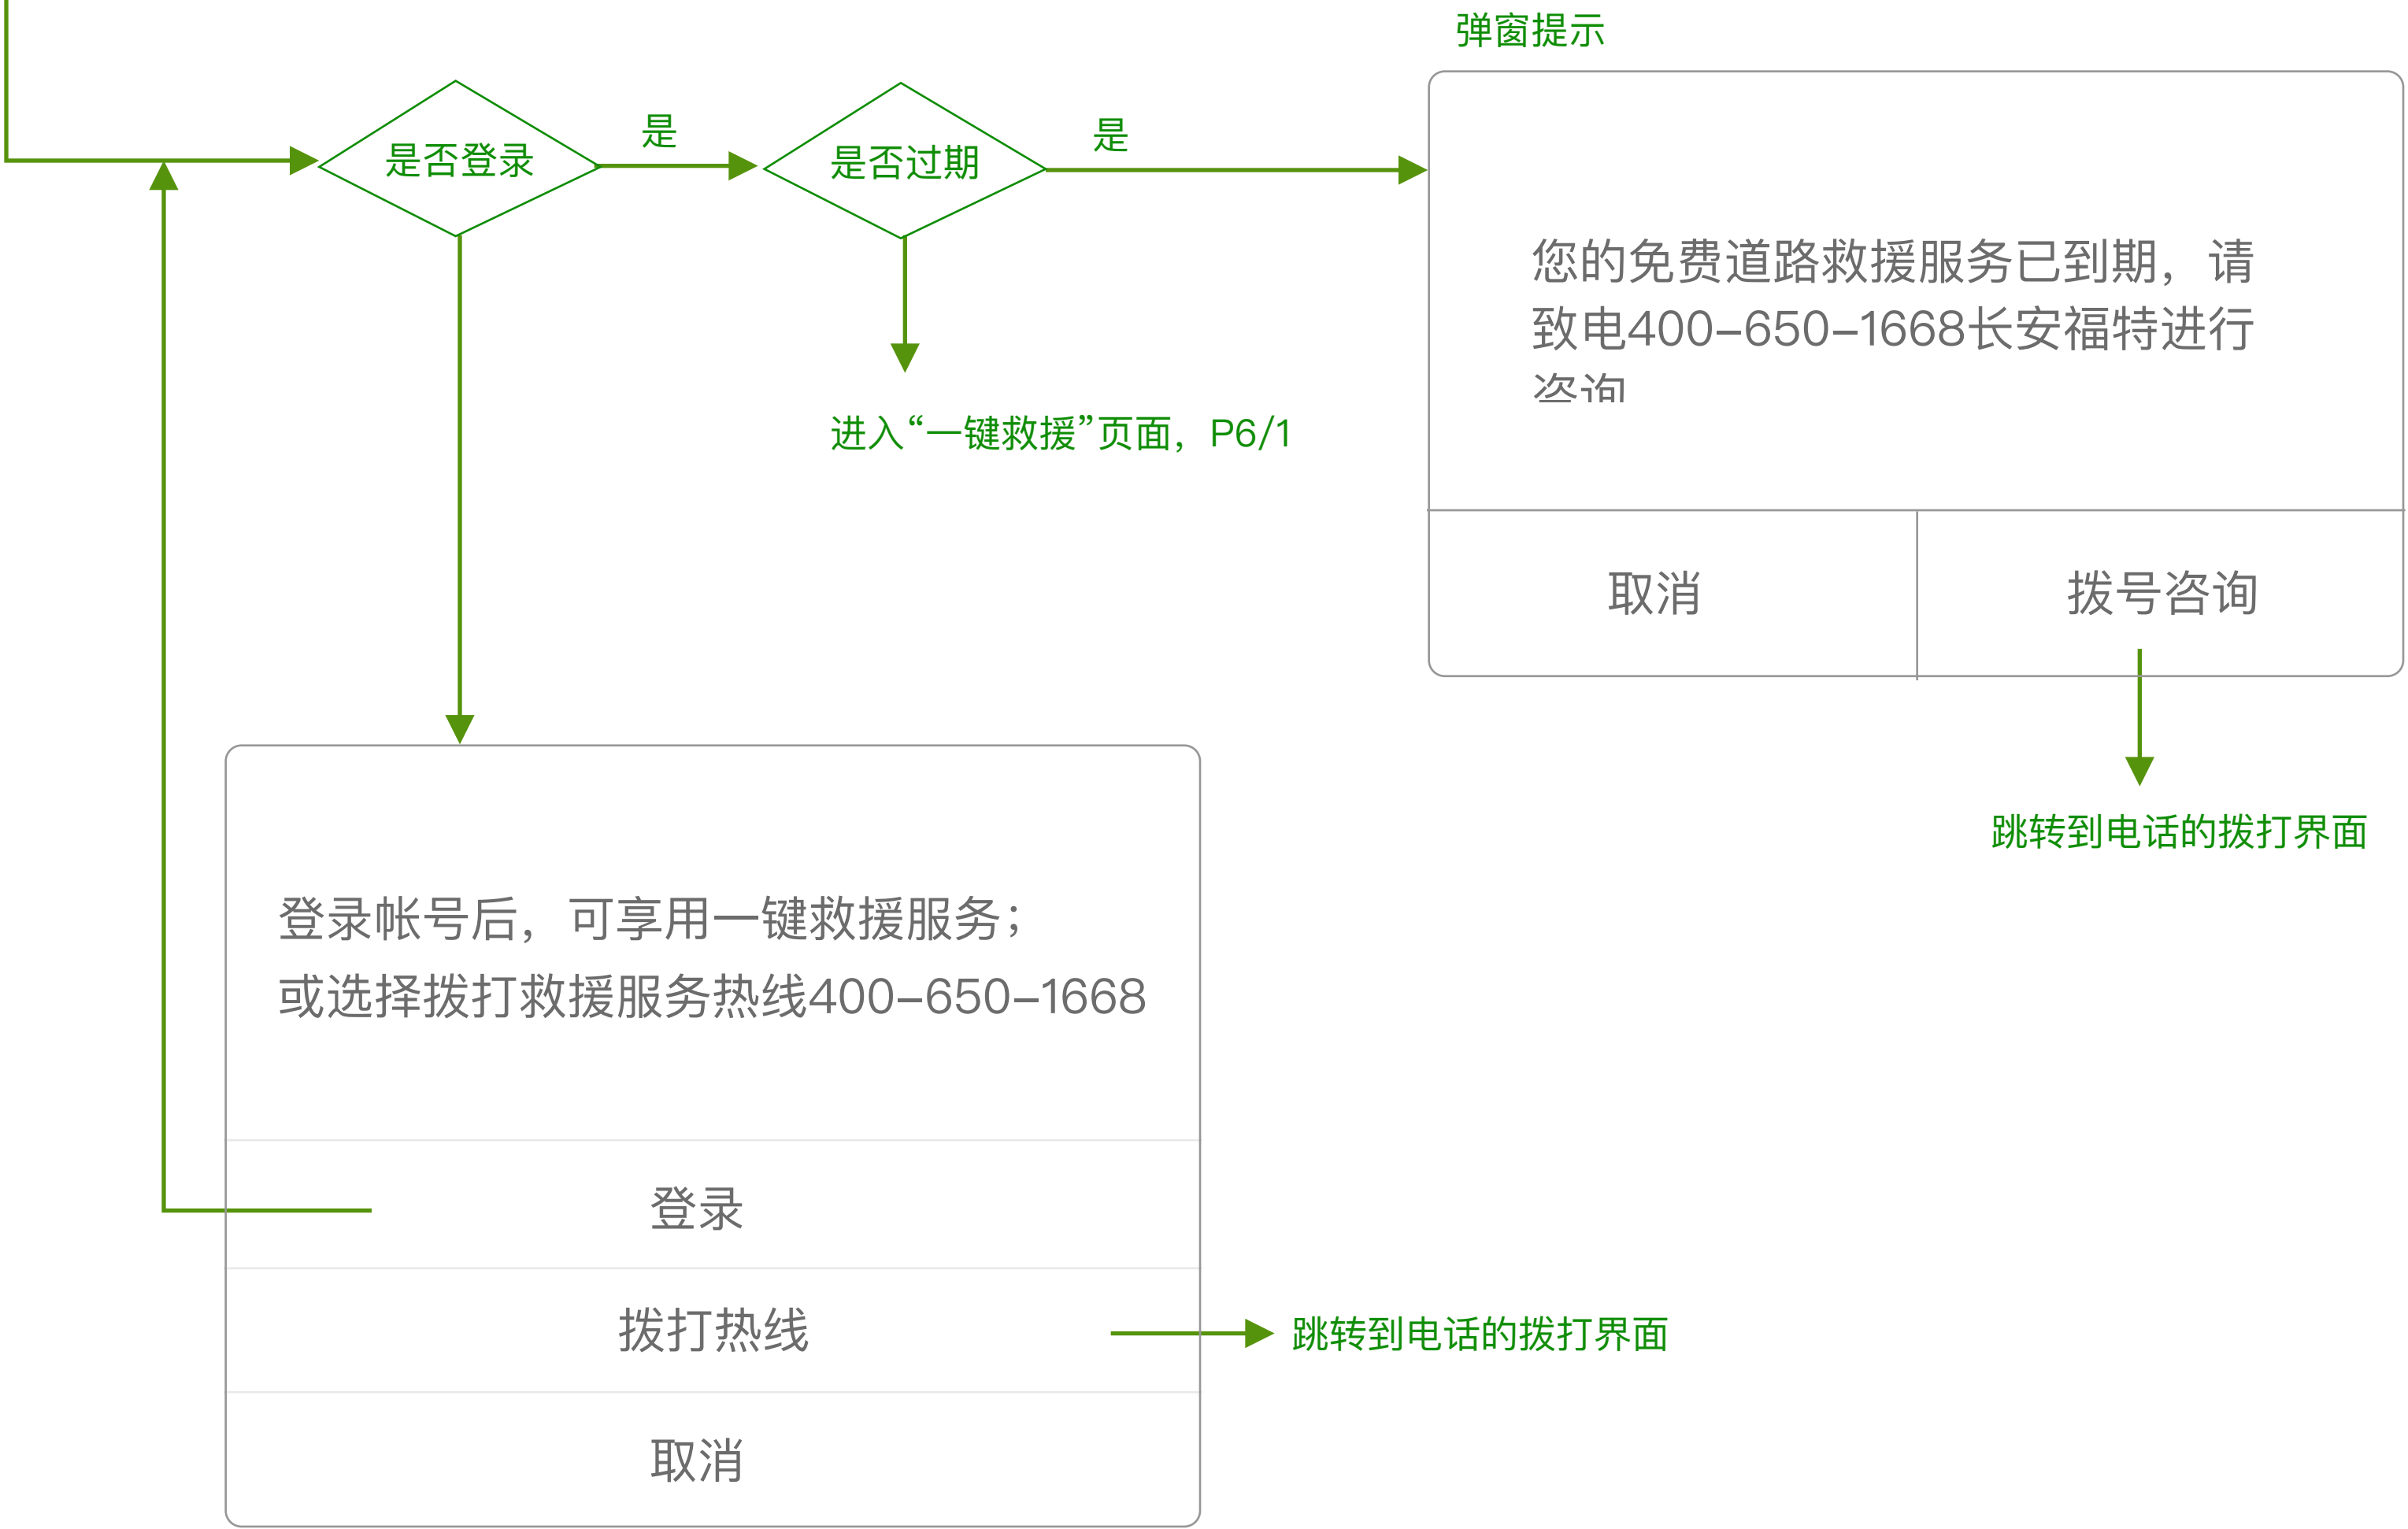 弹窗提示
是否登录
是
是否过期
是
您的免费道路救援服务已到期，请
致电400-650-1668长安福特进行
咨询
进入“一键救援”页面，P6/1
取消
拨号咨询
跳转到电话的拨打界面
登录帐号后，可享用一键救援服务；
或选择拨打救援服务热线400-650-1668
登录
拨打热线
跳转到电话的拨打界面
取消